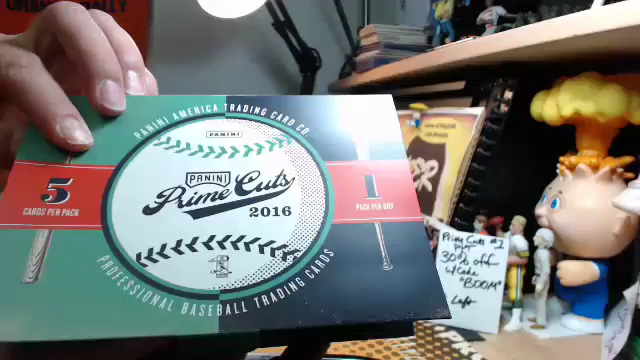 PANINI AMERICA TRADING CARD CO.
PANINI
5
CARDS PER PACK
PANINI
Prime Cuts
2016
1
PACK PER BOX
PROFESSIONAL BASEBALL TRADING CARDS
Prime Cuts #2
30% off
w/Code
"BOOM"
Left